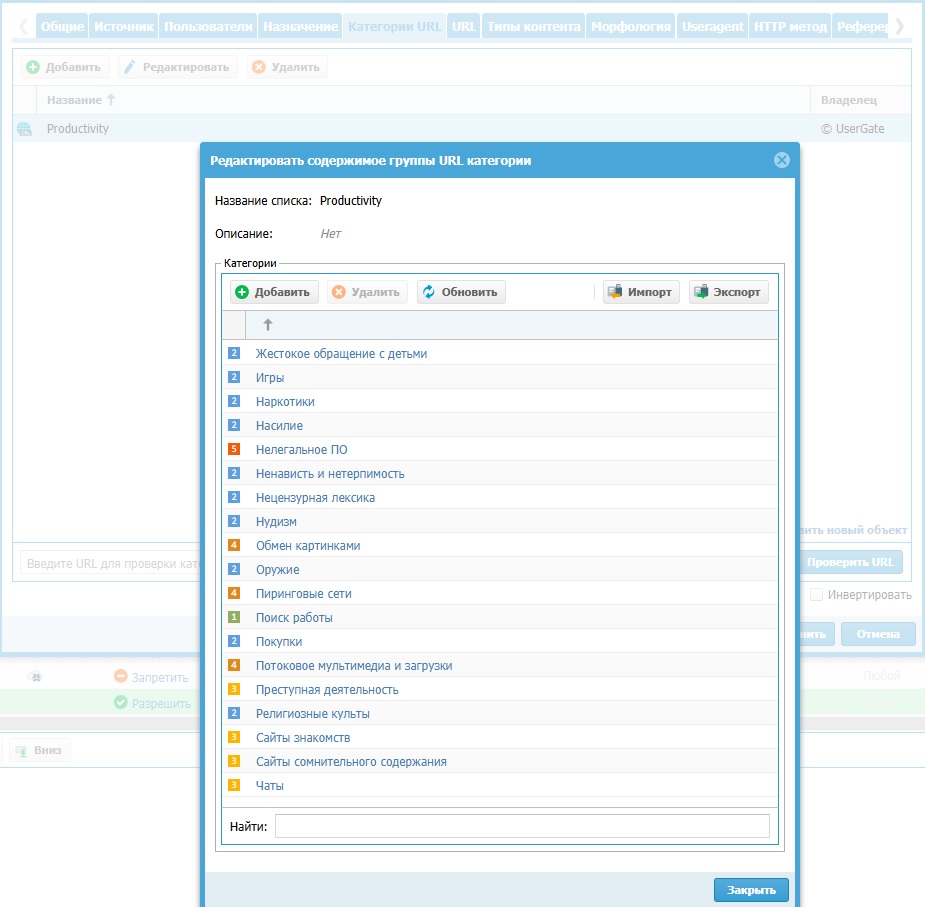 Общие Источник Пользователи Назначение Категории URL URL Типы контента Морфология Useragent HTTP метод
Добавить Редактировать Удалить
Название Владелец
Productivity © UserGate
Редактировать содержимое группы URL категории
Название списка: Productivity
Описание: Нет
Категории
Добавить Удалить Обновить Импорт Экспорт
2 Жестокое обращение с детьми
2 Игры
2 Наркотики
2 Насилие
5 Нелегальное ПО
2 Ненависть и нетерпимость
2 Нецензурная лексика
2 Нудизм
4 Обмен картинками
2 Оружие
4 Пиринговые сети
1 Поиск работы
2 Покупки
4 Потоковое мультимедиа и загрузки
3 Преступная деятельность
2 Религиозные культы
3 Сайты знакомств
3 Сайты сомнительного содержания
3 Чаты
Найти:
Закрыть
новый объект
Введите URL для проверки Проверить URL
Инвертировать
Отмена
Запретить Любой
Разрешить
Вниз